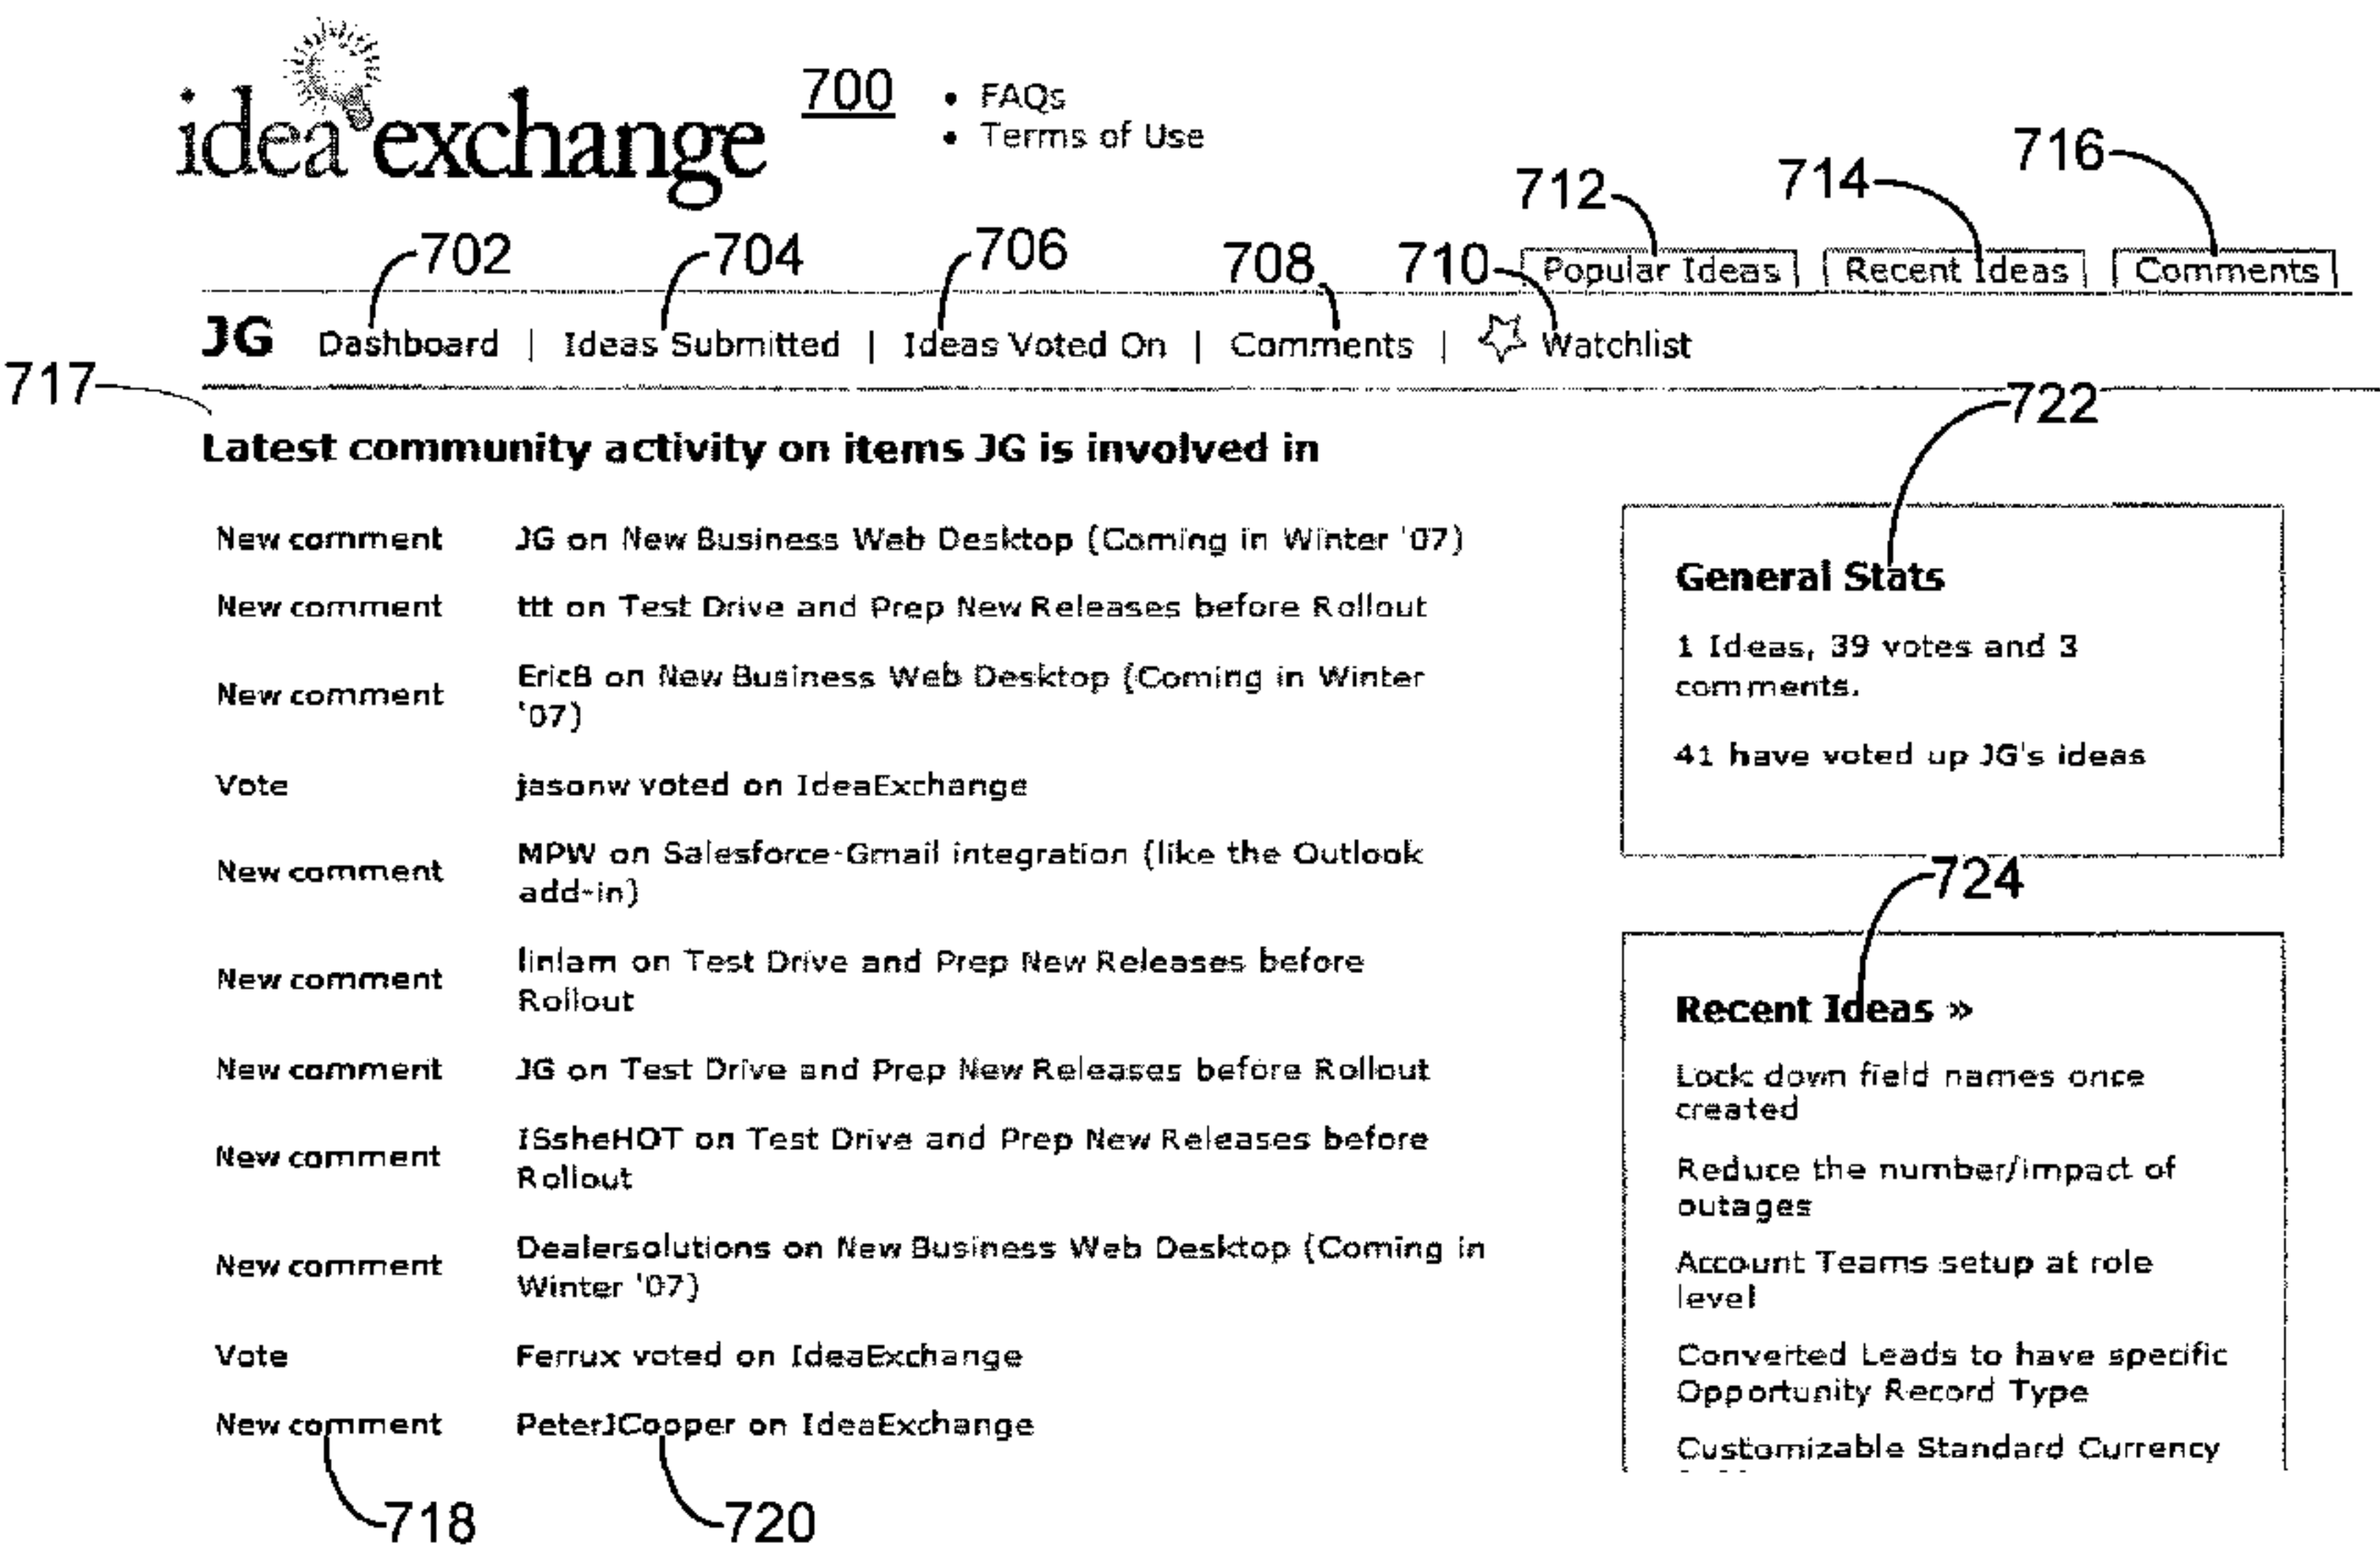 idea exchange
700
• FAQs
• Terms of Use
712
714
716
702
704
706
708
710
Popular Ideas
Recent Ideas
Comments
JG Dashboard | Ideas Submitted | Ideas Voted On | Comments | Watchlist
717
722
Latest community activity on items JG is involved in
New comment JG on New Business Web Desktop (Coming in Winter '07)
New comment ttt on Test Drive and Prep New Releases before Rollout
New comment EricB on New Business Web Desktop (Coming in Winter
'07)
Vote jasonw voted on IdeaExchange
New comment MPW on Salesforce-Gmail integration (like the Outlook
add-in)
New comment linlam on Test Drive and Prep New Releases before
Rollout
New comment JG on Test Drive and Prep New Releases before Rollout
New comment ISsheHOT on Test Drive and Prep New Releases before
Rollout
New comment Dealersolutions on New Business Web Desktop (Coming in
Winter '07)
Vote Ferrux voted on IdeaExchange
New comment PeterJCooper on IdeaExchange
718
720
General Stats
1 Ideas, 39 votes and 3
comments.
41 have voted up JG's ideas
724
Recent Ideas »
Lock down field names once
created
Reduce the number/impact of
outages
Account Teams setup at role
level
Converted Leads to have specific
Opportunity Record Type
Customizable Standard Currency